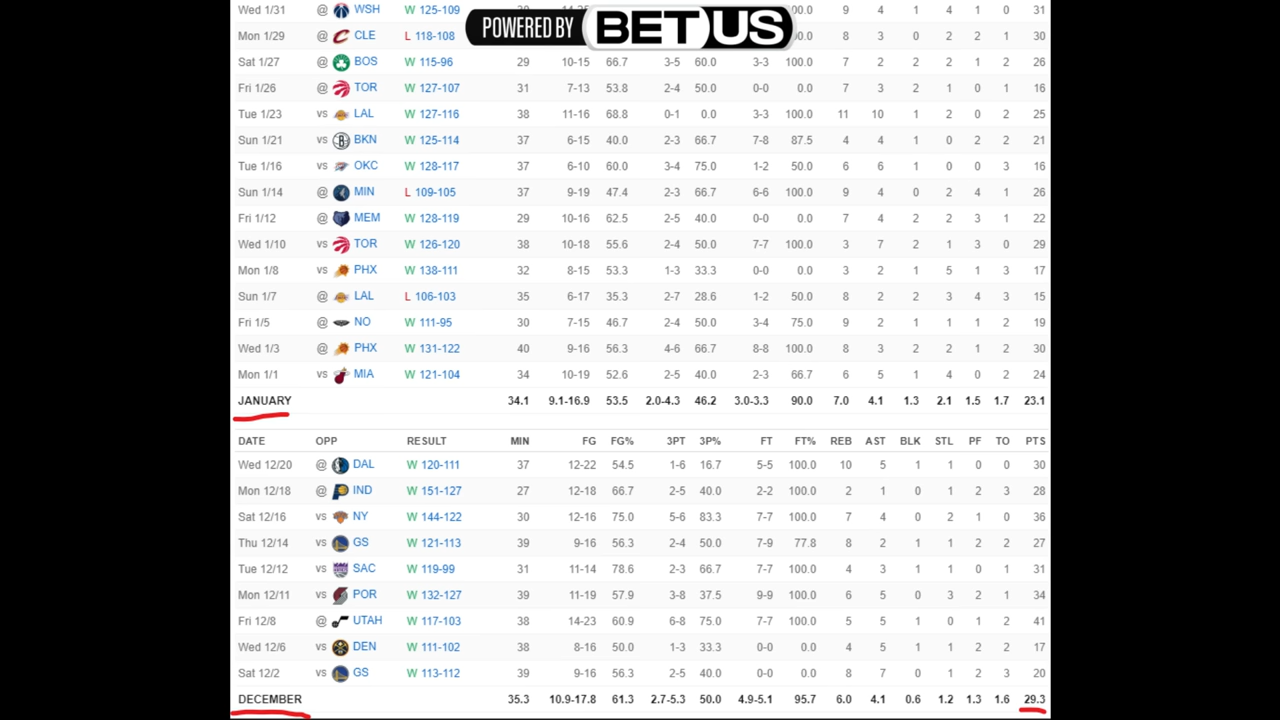 POWERED BY BETUS
Wed 1/31 @ WSH W 125-109 9 4 1 4 1 0 31
Mon 1/29 @ CLE L 118-108 8 3 0 2 2 1 30
Sat 1/27 @ BOS W 115-96 29 10-15 66.7 3-5 60.0 3-3 100.0 7 2 2 2 1 2 26
Fri 1/26 @ TOR W 127-107 31 7-13 53.8 2-4 50.0 0-0 0.0 7 3 2 1 0 1 16
Tue 1/23 vs LAL W 127-116 38 11-16 68.8 0-1 0.0 3-3 100.0 11 10 1 2 0 2 25
Sun 1/21 vs BKN W 125-114 37 6-15 40.0 2-3 66.7 7-8 87.5 4 4 1 0 2 2 21
Tue 1/16 vs OKC W 128-117 37 6-10 60.0 3-4 75.0 1-2 50.0 6 6 1 0 0 3 16
Sun 1/14 @ MIN L 109-105 37 9-19 47.4 2-3 66.7 6-6 100.0 9 4 0 2 4 1 26
Fri 1/12 @ MEM W 128-119 29 10-16 62.5 2-5 40.0 0-0 0.0 7 4 2 2 3 1 22
Wed 1/10 vs TOR W 126-120 38 10-18 55.6 2-4 50.0 7-7 100.0 3 7 2 1 3 0 29
Mon 1/8 vs PHX W 138-111 32 8-15 53.3 1-3 33.3 0-0 0.0 3 2 1 5 1 3 17
Sun 1/7 @ LAL L 106-103 35 6-17 35.3 2-7 28.6 1-2 50.0 8 2 2 3 4 3 15
Fri 1/5 @ NO W 111-95 30 7-15 46.7 2-4 50.0 3-4 75.0 9 2 1 1 1 2 19
Wed 1/3 @ PHX W 131-122 40 9-16 56.3 4-6 66.7 8-8 100.0 8 3 2 2 1 2 30
Mon 1/1 vs MIA W 121-104 34 10-19 52.6 2-5 40.0 2-3 66.7 6 5 1 4 0 2 24
JANUARY 34.1 9.1-16.9 53.5 2.0-4.3 46.2 3.0-3.3 90.0 7.0 4.1 1.3 2.1 1.5 1.7 23.1
DATE OPP RESULT MIN FG FG% 3PT 3P% FT FT% REB AST BLK STL PF TO PTS
Wed 12/20 @ DAL W 120-111 37 12-22 54.5 1-6 16.7 5-5 100.0 10 5 1 1 0 0 30
Mon 12/18 @ IND W 151-127 27 12-18 66.7 2-5 40.0 2-2 100.0 2 1 0 1 2 3 28
Sat 12/16 vs NY W 144-122 30 12-16 75.0 5-6 83.3 7-7 100.0 7 4 0 2 1 0 36
Thu 12/14 vs GS W 121-113 39 9-16 56.3 2-4 50.0 7-9 77.8 8 2 1 1 2 2 27
Tue 12/12 vs SAC W 119-99 31 11-14 78.6 2-3 66.7 7-7 100.0 4 3 1 1 0 1 31
Mon 12/11 vs POR W 132-127 39 11-19 57.9 3-8 37.5 9-9 100.0 6 5 0 3 2 1 34
Fri 12/8 @ UTAH W 117-103 38 14-23 60.9 6-8 75.0 7-7 100.0 5 5 1 0 1 2 41
Wed 12/6 vs DEN W 111-102 38 8-16 50.0 1-3 33.3 0-0 0.0 4 5 1 1 2 2 17
Sat 12/2 vs GS W 113-112 39 9-16 56.3 2-5 40.0 0-0 0.0 8 7 0 1 2 3 20
DECEMBER 35.3 10.9-17.8 61.3 2.7-5.3 50.0 4.9-5.1 95.7 6.0 4.1 0.6 1.2 1.3 1.6 29.3